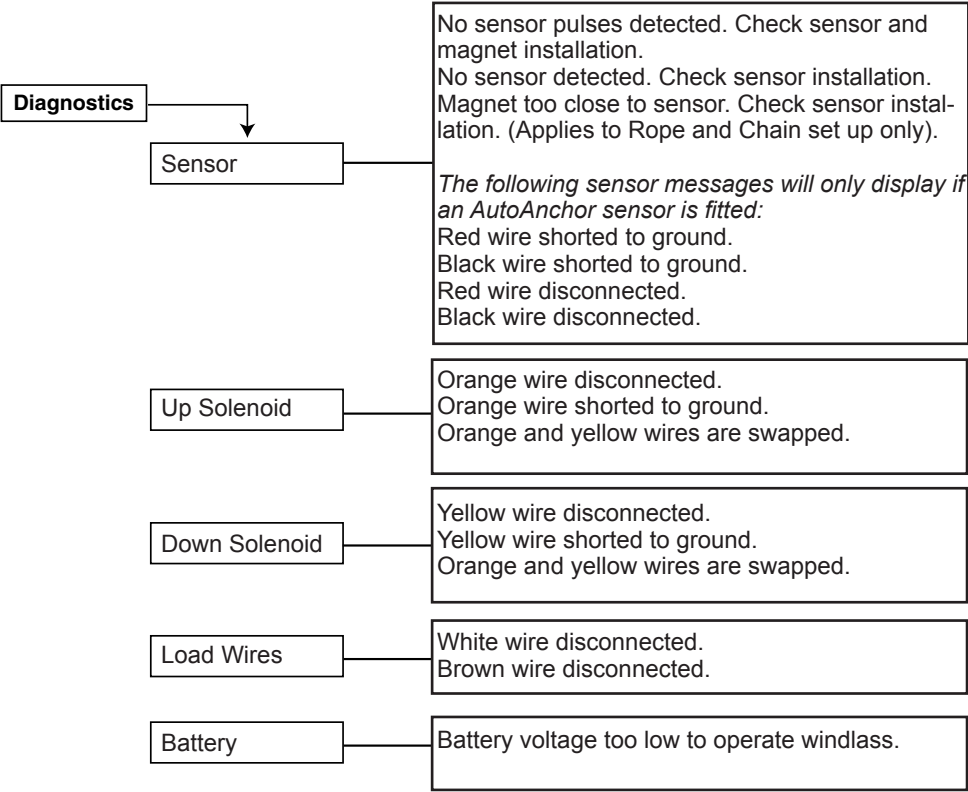 Diagnostics
Sensor
No sensor pulses detected. Check sensor and
magnet installation.
No sensor detected. Check sensor installation.
Magnet too close to sensor. Check sensor instal-
lation. (Applies to Rope and Chain set up only).
The following sensor messages will only display if
an AutoAnchor sensor is fitted:
Red wire shorted to ground.
Black wire shorted to ground.
Red wire disconnected.
Black wire disconnected.
Up Solenoid
Orange wire disconnected.
Orange wire shorted to ground.
Orange and yellow wires are swapped.
Down Solenoid
Yellow wire disconnected.
Yellow wire shorted to ground.
Orange and yellow wires are swapped.
Load Wires
White wire disconnected.
Brown wire disconnected.
Battery
Battery voltage too low to operate windlass.